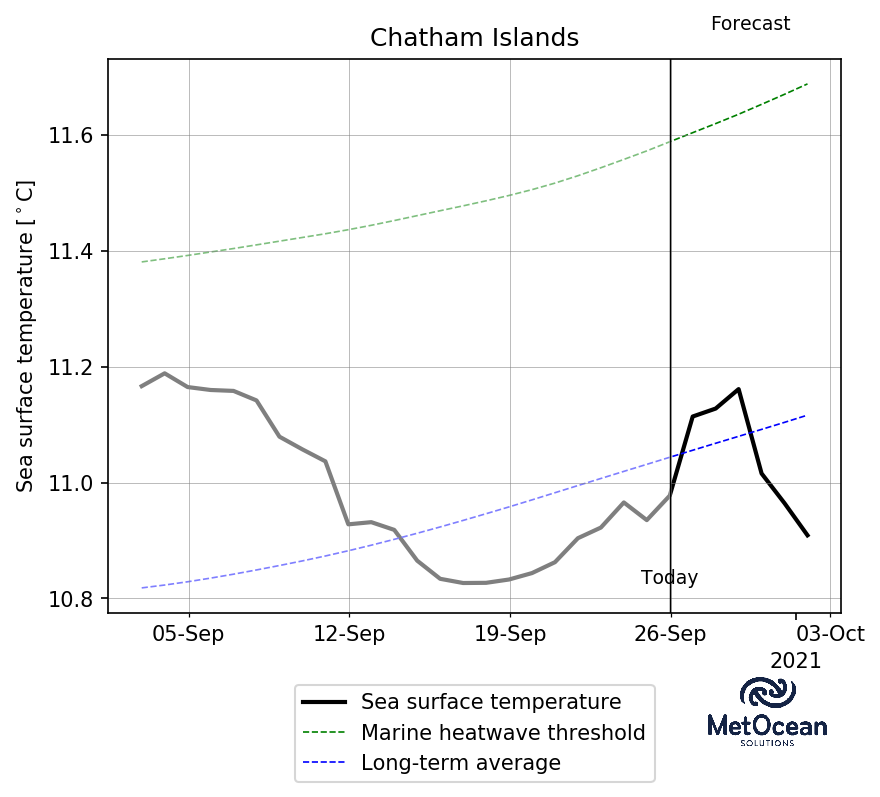 Forecast
Chatham Islands
Sea surface temperature [°C]
11.6
11.4
11.2
11.0
10.8
Today
05-Sep
12-Sep
19-Sep
26-Sep
03-Oct
2021
Sea surface temperature
Marine heatwave threshold
Long-term average
MetOcean
SOLUTIONS